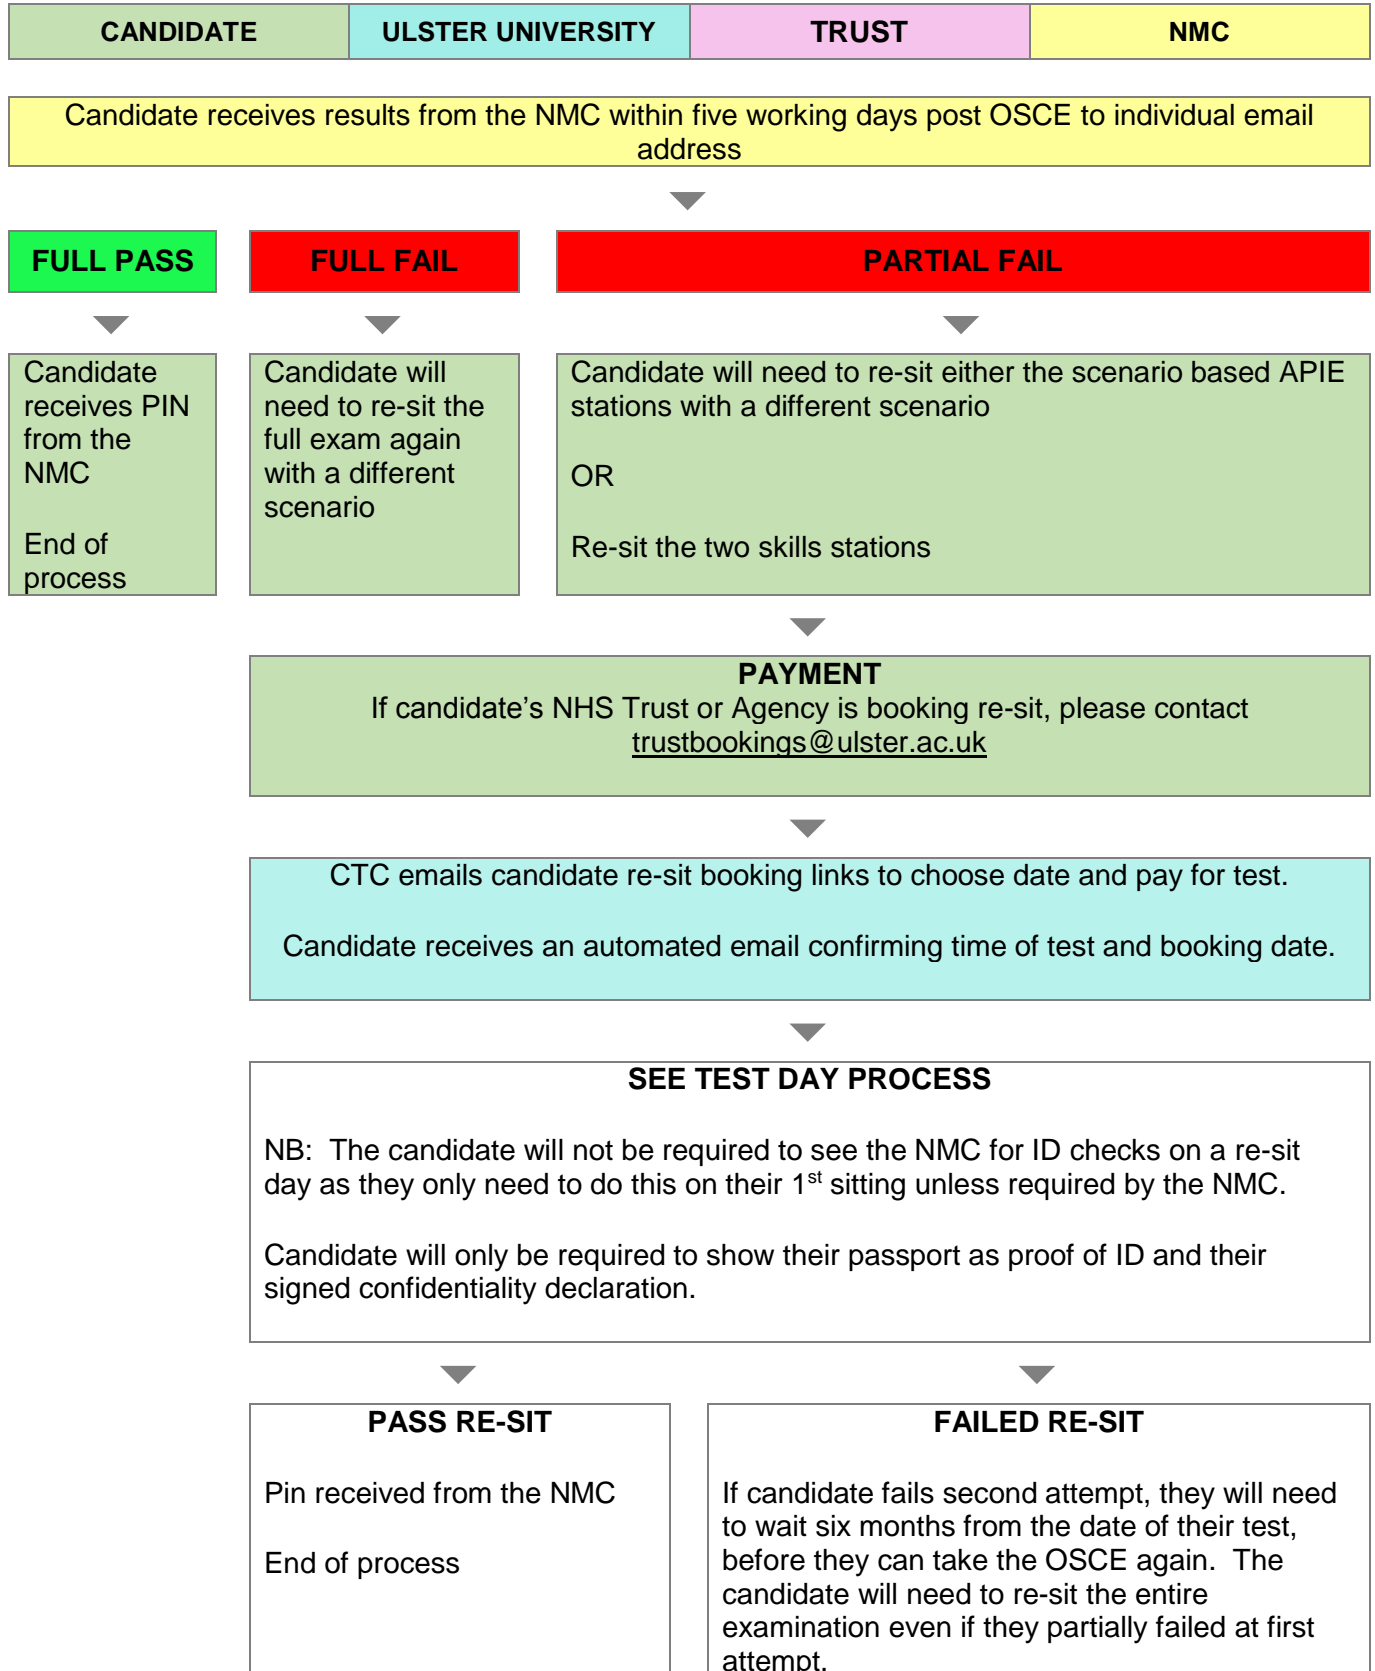 CANDIDATE
ULSTER UNIVERSITY
TRUST
NMC
Candidate receives results from the NMC within five working days post OSCE to individual email
address
FULL PASS
FULL FAIL
PARTIAL FAIL
Candidate
receives PIN
from the
NMC
End of
process
Candidate will
need to re-sit the
full exam again
with a different
scenario
Candidate will need to re-sit either the scenario based APIE
stations with a different scenario
OR
Re-sit the two skills stations
PAYMENT
If candidate's NHS Trust or Agency is booking re-sit, please contact
trustbookings@ulster.ac.uk
CTC emails candidate re-sit booking links to choose date and pay for test.
Candidate receives an automated email confirming time of test and booking date.
SEE TEST DAY PROCESS
NB:  The candidate will not be required to see the NMC for ID checks on a re-sit
day as they only need to do this on their 1st sitting unless required by the NMC.
Candidate will only be required to show their passport as proof of ID and their
signed confidentiality declaration.
PASS RE-SIT
Pin received from the NMC
End of process
FAILED RE-SIT
If candidate fails second attempt, they will need
to wait six months from the date of their test,
before they can take the OSCE again.  The
candidate will need to re-sit the entire
examination even if they partially failed at first
attempt.